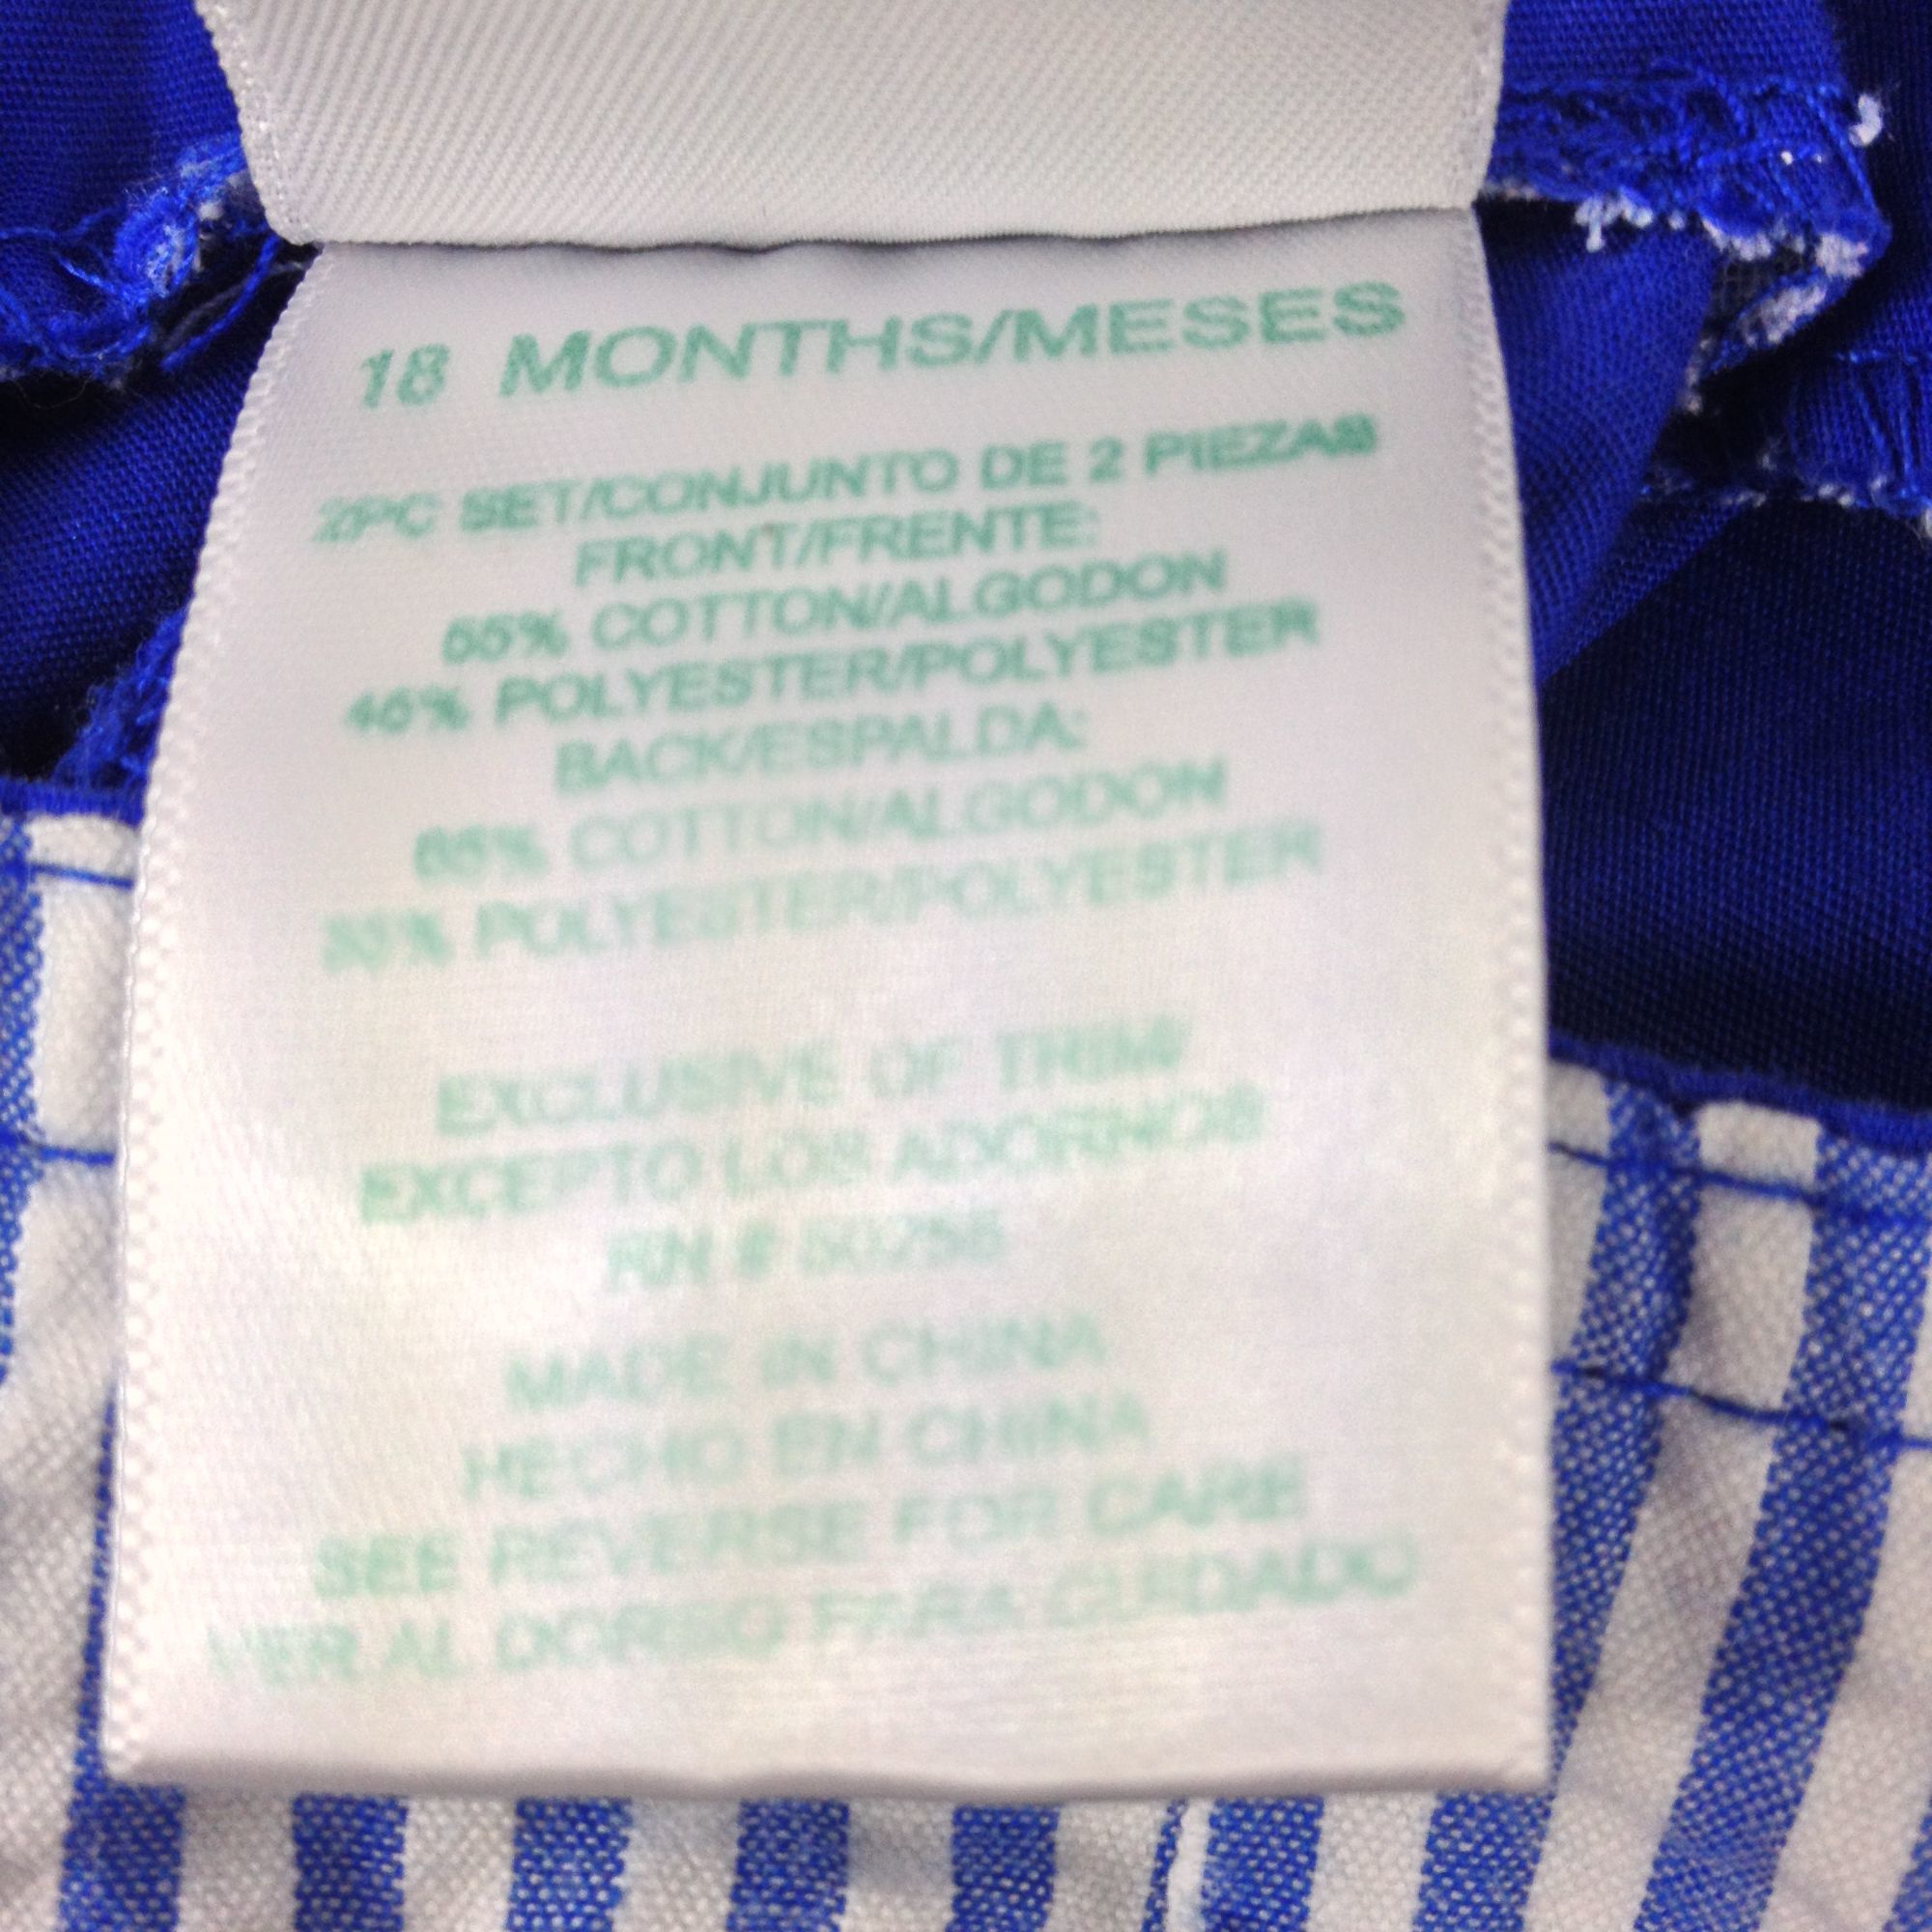 18 MONTHS/MESES
2PC SET/CONJUNTO DE 2 PIEZAS
FRONT/FRENTE:
55% COTTON/ALGODON
45% POLYESTER/POLYESTER
BACK/ESPALDA:
65% COTTON/ALGODON
35% POLYESTER/POLYESTER
EXCLUSIVE OF TRIM/
EXCEPTO LOS ADORNOS
RN #
MADE IN CHINA
HECHO EN CHINA
SEE REVERSE FOR CARE
VER AL DORSO PARA CUIDADO